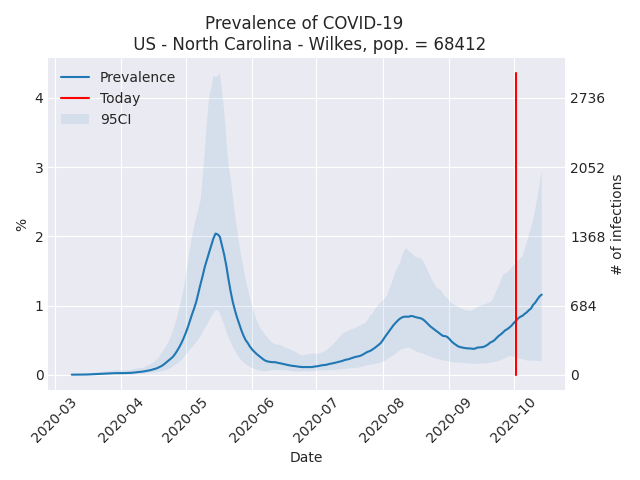 Prevalence of COVID-19
US - North Carolina - Wilkes, pop. = 68412
Prevalence
Today
95CI
4
3
2
1
0
%
2736
2052
1368
684
0
# of infections
2020-03
2020-04
2020-05
2020-06
2020-07
2020-08
2020-09
2020-10
Date